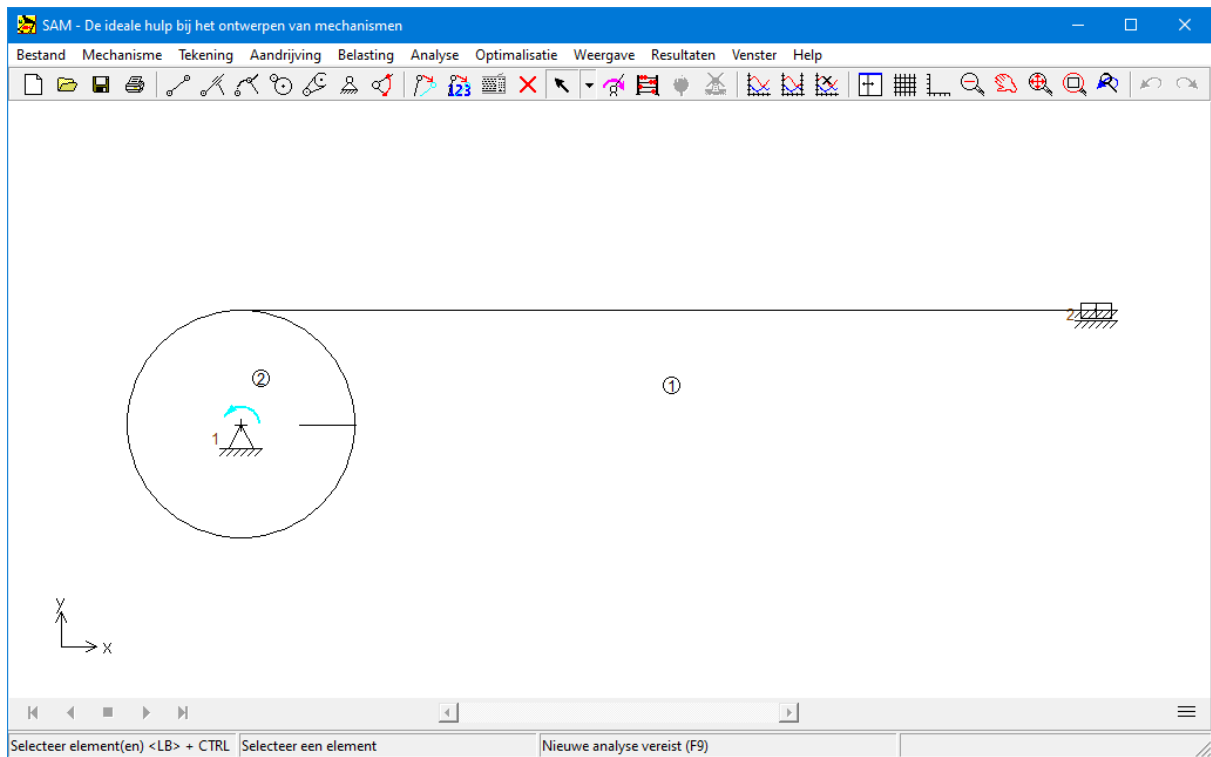 SAM - De ideale hulp bij het ontwerpen van mechanismen
Bestand Mechanisme Tekening Aandrijving Belasting Analyse Optimalisatie Weergave Resultaten Venster Help
123
2
2
1
1
y
x
Selecteer element(en) <LB> + CTRL Selecteer een element Nieuwe analyse vereist (F9)